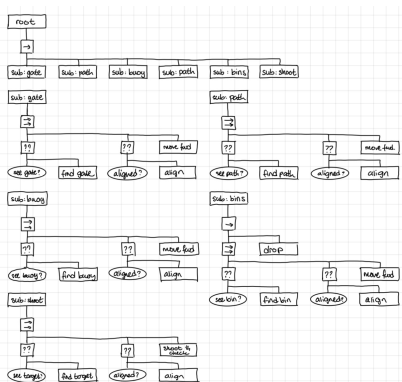 root
→
sub: gate sub: path sub: buoy sub: path sub: bins sub: shoot
sub: gate
⇉
?? ?? move fwd
see gate? find gate aligned? align
sub: path
⇉
?? ?? move fwd
see path? find path aligned? align
sub: buoy
⇉
?? ?? move fwd
see buoy? find buoy aligned? align
sub: bins
→
⇉ drop
?? ?? move fwd
see bin? find bin aligned? align
sub: shoot
⇉
?? ?? shoot &
check
see target? find target aligned? align